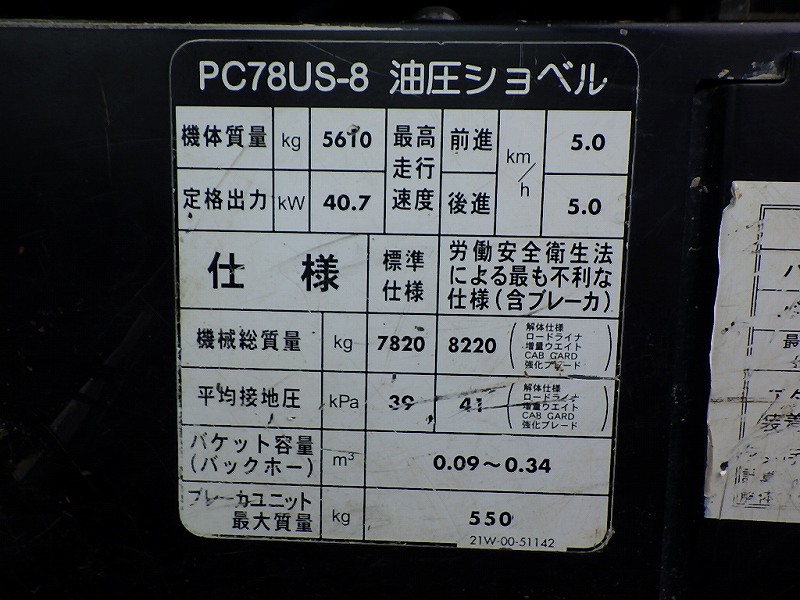 PC78US-8 油圧ショベル
機体質量 kg 5610 最高走行速度 前進 km/h 5.0
定格出力 kW 40.7 後進 5.0
仕様 標準仕様 労働安全衛生法による最も不利な仕様(含ブレーカ)
機械総質量 kg 7820 8220
解体仕様
ロードライナ
増量ウエイト
CAB GARD
強化ブレード
平均接地圧 kPa 39 41
解体仕様
ロードライナ
増量ウエイト
CAB GARD
強化ブレード
バケット容量
(バックホー) m³ 0.09～0.34
ブレーカユニット
最大質量 kg 550
21W-00-51142